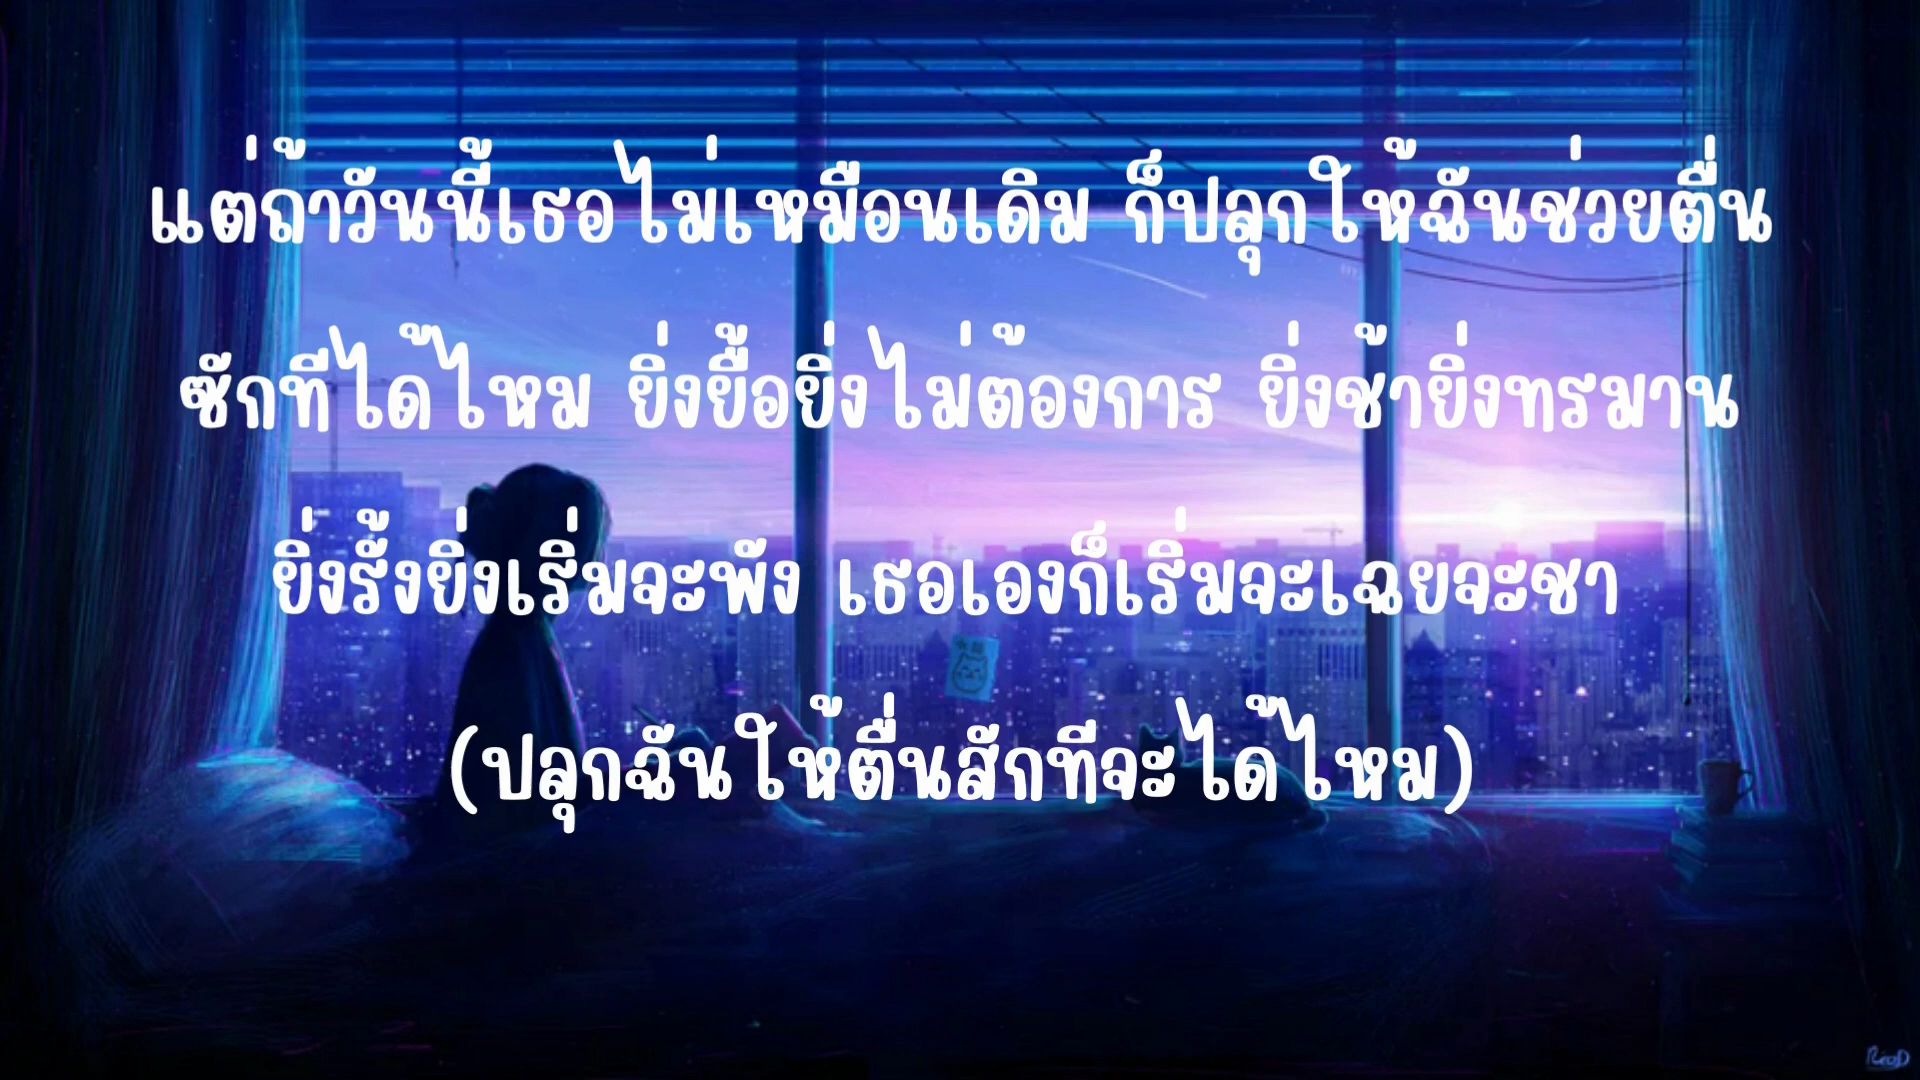 แต่ถ้าวันนี้เธอไม่เหมือนเดิม ก็ปลุกให้ฉันช่วยตื่น
ซักทีได้ไหม ยิ่งยื้อยิ่งไม่ต้องการ ยิ่งช้ายิ่งทรมาน
ยิ่งรั้งยิ่งเริ่มจะพัง เธอเองก็เริ่มจะเฉยจะชา
(ปลุกฉันให้ตื่นสักทีจะได้ไหม)